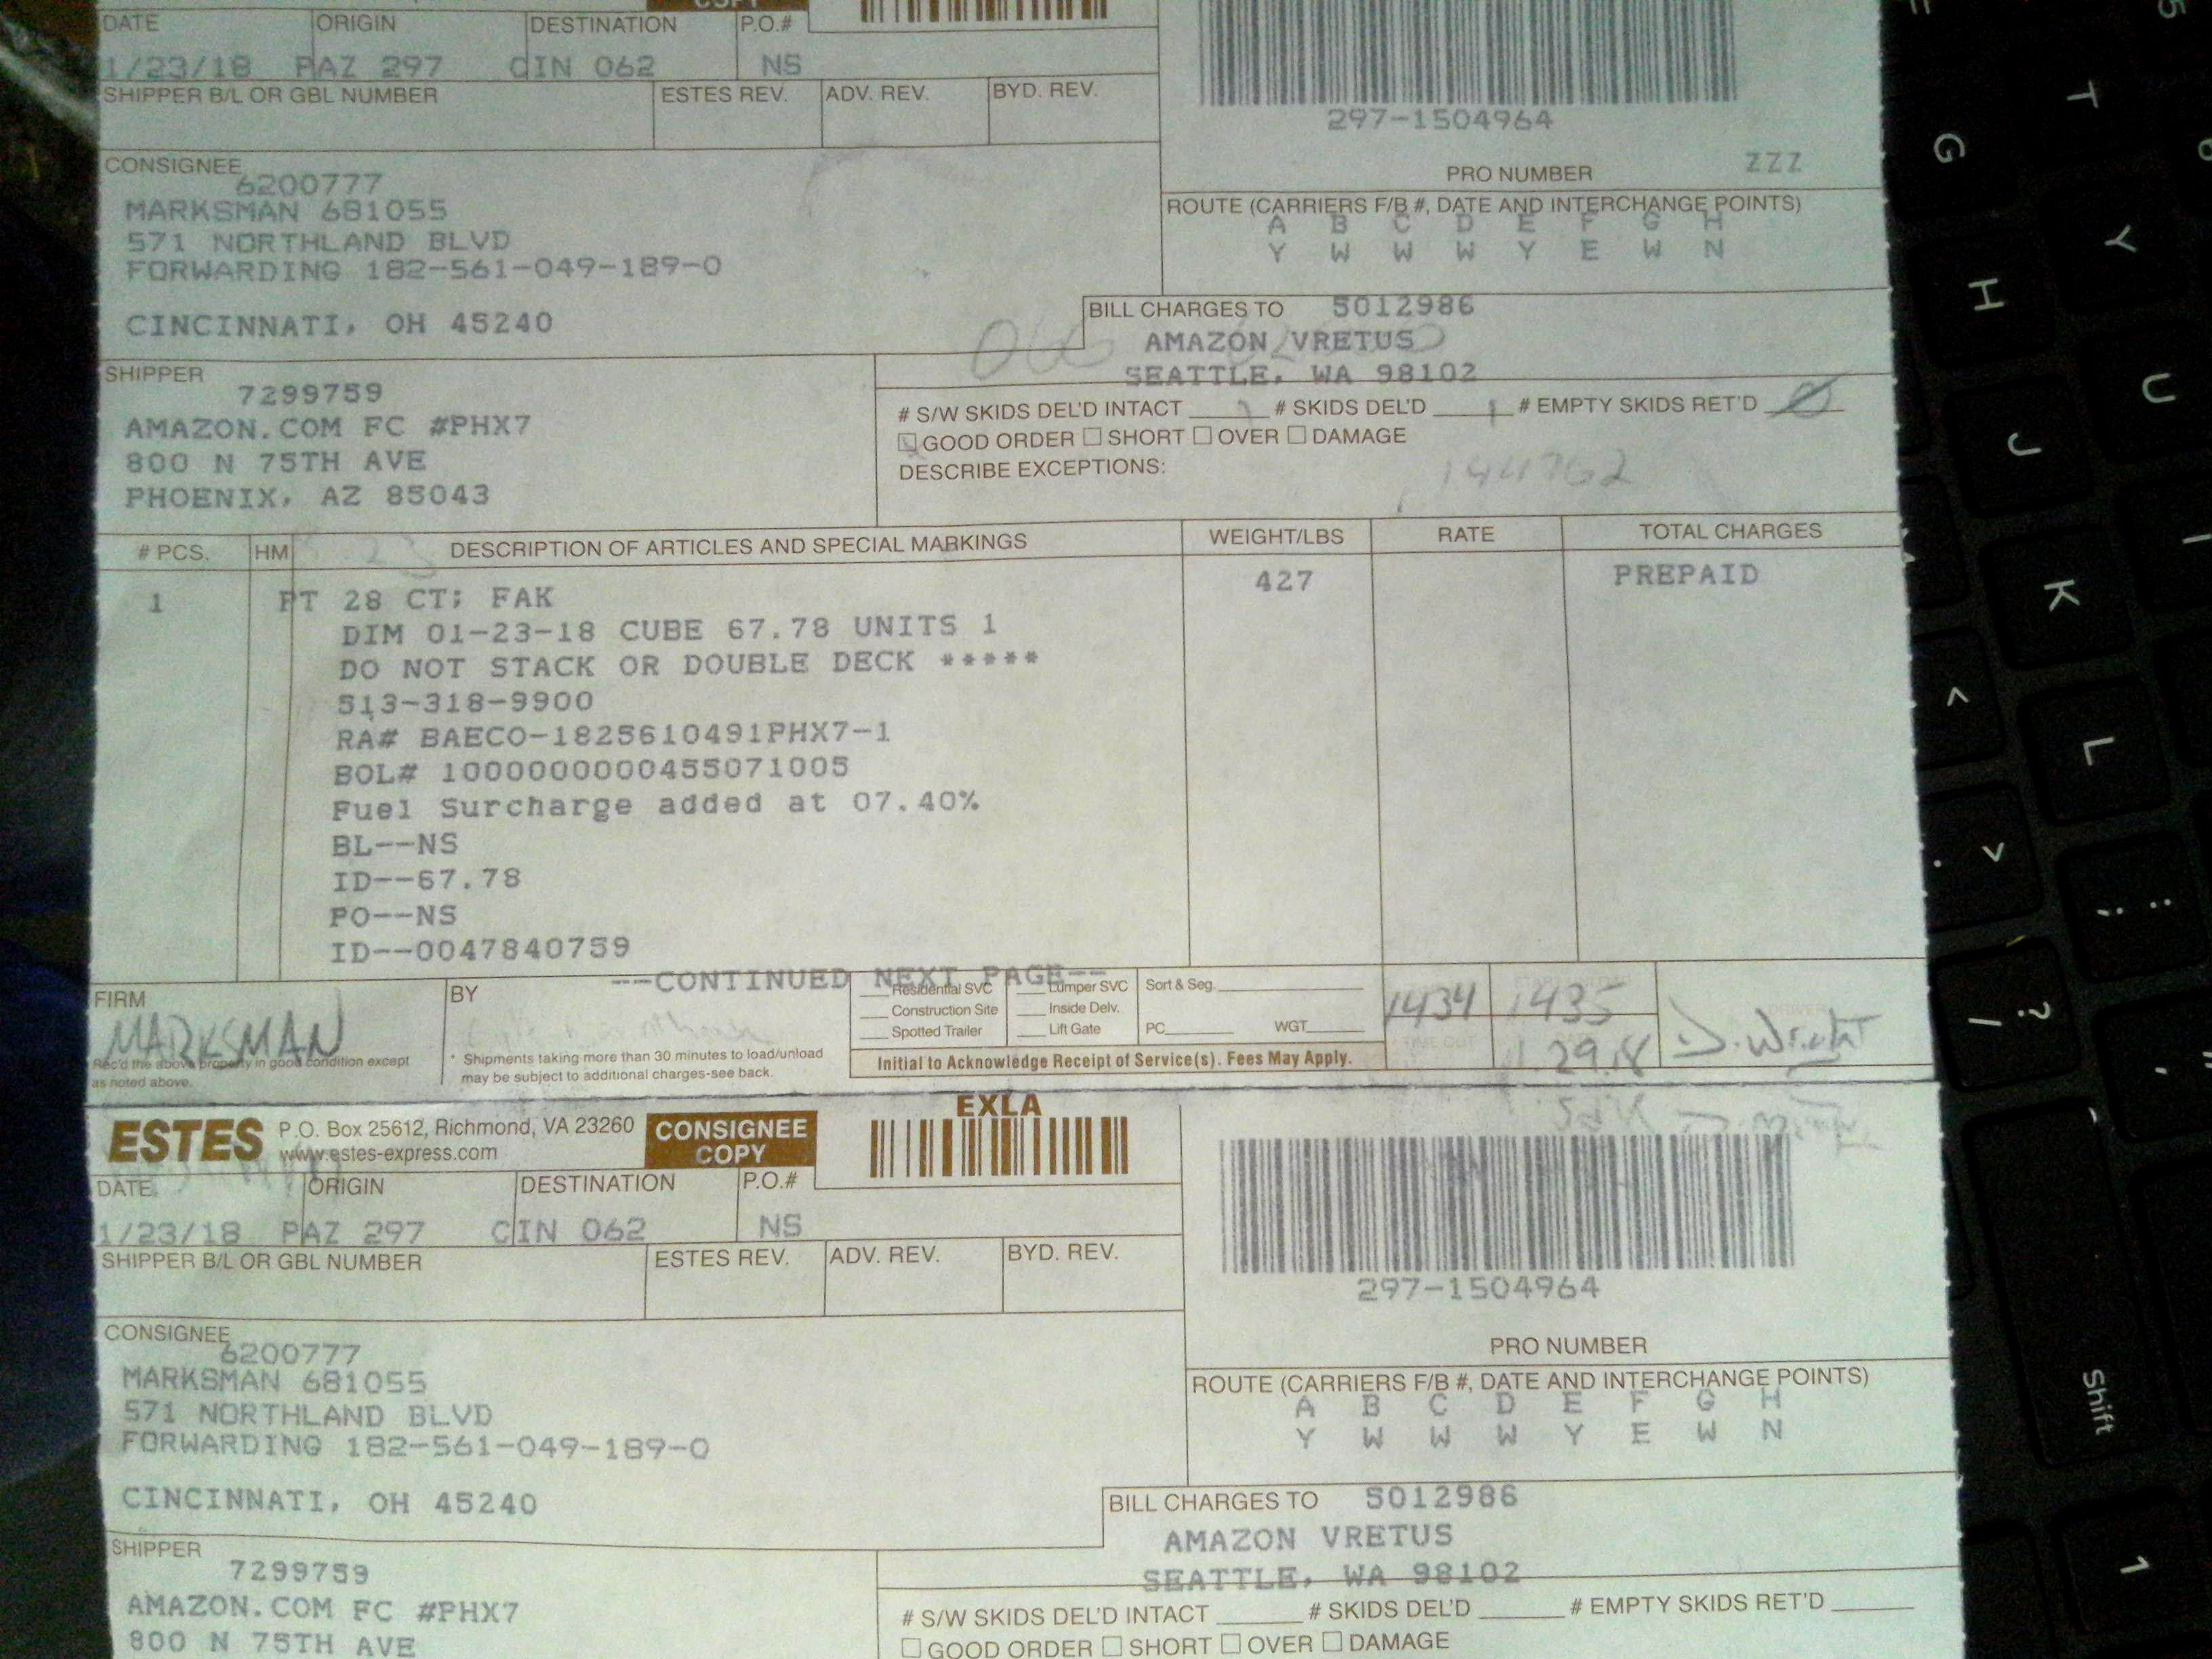 COPY
DATE ORIGIN DESTINATION P.O.#
1/23/18 PAZ 297 CIN 062 NS
SHIPPER B/L OR GBL NUMBER ESTES REV. ADV. REV. BYD. REV.
297-1504964
PRO NUMBER ZZZ
CONSIGNEE
6200777
MARKSMAN 681055
571 NORTHLAND BLVD
FORWARDING 182-561-049-189-0
CINCINNATI, OH 45240
ROUTE (CARRIERS F/B #, DATE AND INTERCHANGE POINTS)
A B C D E F G H
Y W W W Y E W N
BILL CHARGES TO 5012986
AMAZON VRETUS
SEATTLE, WA 98102
SHIPPER
7299759
AMAZON.COM FC #PHX7
800 N 75TH AVE
PHOENIX, AZ 85043
# S/W SKIDS DEL'D INTACT 1 # SKIDS DEL'D 1 # EMPTY SKIDS RET'D 0
GOOD ORDER SHORT OVER DAMAGE
DESCRIBE EXCEPTIONS:
144762
# PCS. HM DESCRIPTION OF ARTICLES AND SPECIAL MARKINGS WEIGHT/LBS RATE TOTAL CHARGES
1 PT 28 CT; FAK 427 PREPAID
DIM 01-23-18 CUBE 67.78 UNITS 1
DO NOT STACK OR DOUBLE DECK *****
513-318-9900
RA# BAECO-1825610491PHX7-1
BOL# 1000000000455071005
Fuel Surcharge added at 07.40%
BL--NS
ID--67.78
PO--NS
ID--0047840759
--CONTINUED NEXT PAGE--
FIRM BY
MARKSMAN
Rec'd the above property in good condition except
as noted above.
* Shipments taking more than 30 minutes to load/unload
may be subject to additional charges-see back.
Residential SVC Lumper SVC Sort & Seg.
Construction Site Inside Delv.
Spotted Trailer Lift Gate PC WGT
Initial to Acknowledge Receipt of Service(s). Fees May Apply.
1434 1435
1.29.18 D. Wright
ESTES P.O. Box 25612, Richmond, VA 23260
www.estes-express.com
CONSIGNEE
COPY
EXLA
DATE ORIGIN DESTINATION P.O.#
1/23/18 PAZ 297 CIN 062 NS
SHIPPER B/L OR GBL NUMBER ESTES REV. ADV. REV. BYD. REV.
297-1504964
PRO NUMBER
CONSIGNEE
6200777
MARKSMAN 681055
571 NORTHLAND BLVD
FORWARDING 182-561-049-189-0
CINCINNATI, OH 45240
ROUTE (CARRIERS F/B #, DATE AND INTERCHANGE POINTS)
A B C D E F G H
Y W W W Y E W N
BILL CHARGES TO 5012986
AMAZON VRETUS
SEATTLE, WA 98102
SHIPPER
7299759
AMAZON.COM FC #PHX7
800 N 75TH AVE
# S/W SKIDS DEL'D INTACT # SKIDS DEL'D # EMPTY SKIDS RET'D
GOOD ORDER SHORT OVER DAMAGE
T
G
Y
H
U
J
K
L
Shift